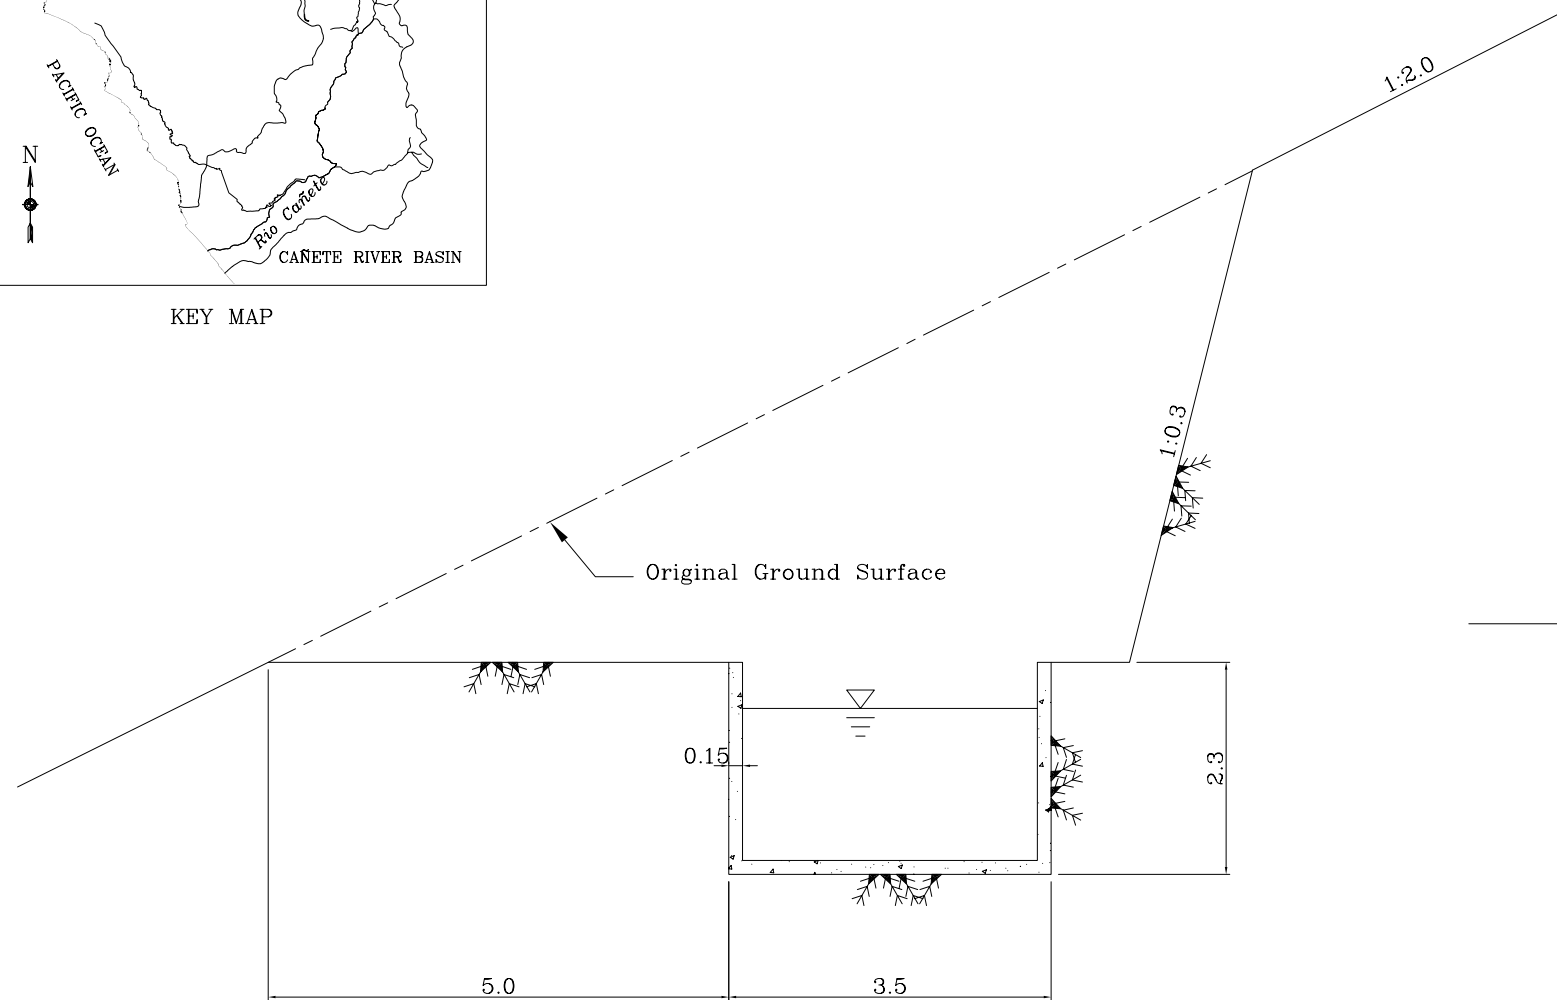 PACIFIC OCEAN
N
Rio Cañete
CAÑETE RIVER BASIN
KEY MAP
1:2.0
1:0.3
Original Ground Surface
0.15
2.3
5.0
3.5